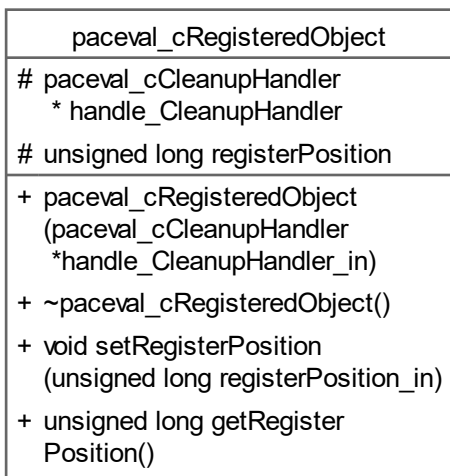 paceval_cRegisteredObject
# paceval_cCleanupHandler
* handle_CleanupHandler
# unsigned long registerPosition
+ paceval_cRegisteredObject
(paceval_cCleanupHandler
*handle_CleanupHandler_in)
+ ~paceval_cRegisteredObject()
+ void setRegisterPosition
(unsigned long registerPosition_in)
+ unsigned long getRegister
Position()